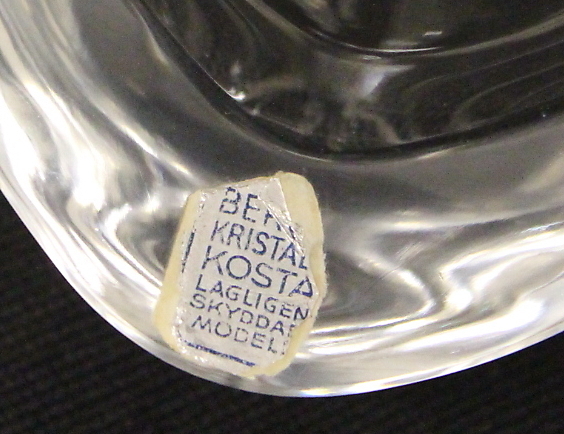 BER
KRISTAL
KOSTA
LAGLIGEN
SKYDDAD
MODELL